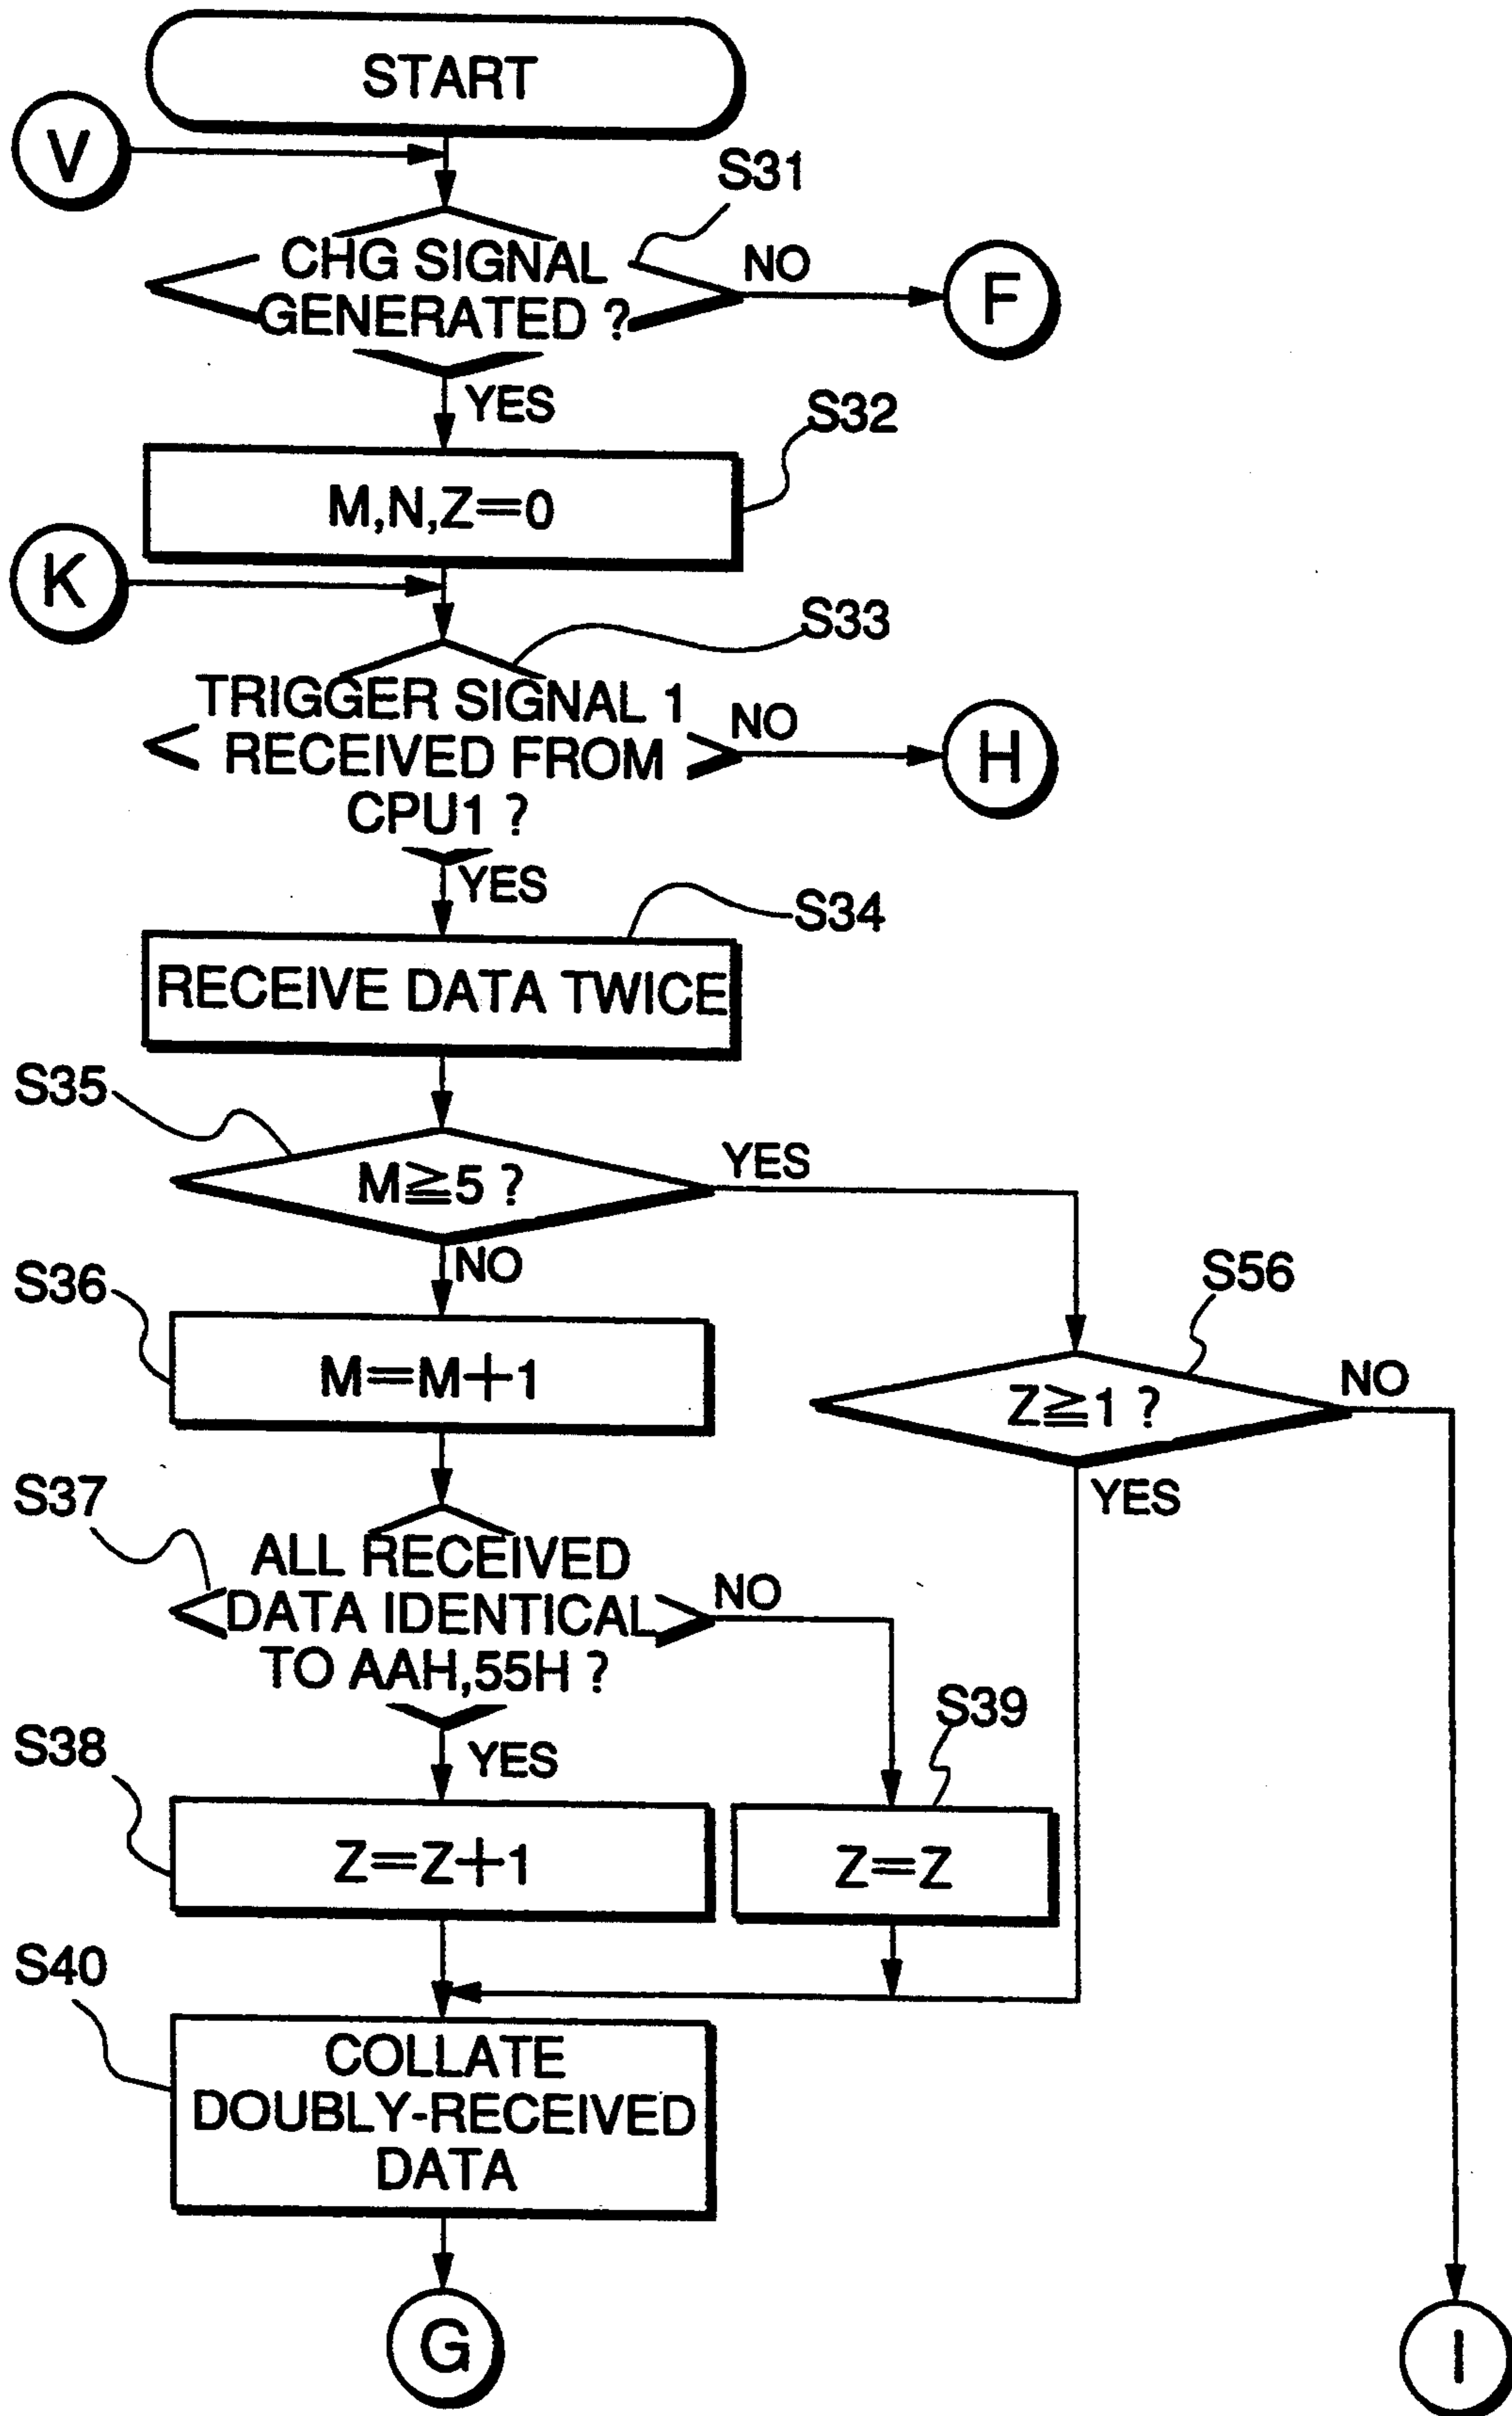 START
V
S31
CHG SIGNAL
GENERATED ?
NO
F
YES
S32
M,N,Z=0
K
S33
TRIGGER SIGNAL 1
RECEIVED FROM
CPU1 ?
NO
H
YES
S34
RECEIVE DATA TWICE
S35
M≧5 ?
YES
NO
S36
M=M+1
S56
Z≧1 ?
NO
YES
S37
ALL RECEIVED
DATA IDENTICAL
TO AAH,55H ?
NO
YES
S38
Z=Z+1
S39
Z=Z
S40
COLLATE
DOUBLY-RECEIVED
DATA
G
I